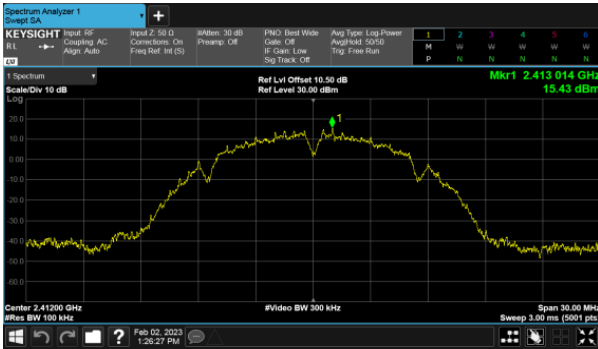 Spectrum Analyzer 1
Swept SA
+
KEYSIGHT
RL
Input: RF
Coupling: AC
Align: Auto
Input Z: 50 Ω
Corrections: On
Freq Ref: Int (S)
#Atten: 30 dB
Preamp: Off
PNO: Best Wide
Gate: Off
IF Gain: Low
Sig Track: Off
Avg Type: Log-Power
Avg|Hold: 50/50
Trig: Free Run
1 2 3 4 5 6
M W W W W W
P N N N N N
1 Spectrum
Scale/Div 10 dB
Ref Lvl Offset 10.50 dB
Ref Level 30.00 dBm
Mkr1 2.413 014 GHz
15.43 dBm
Log
20.0
10.0
0.00
-10.0
-20.0
-30.0
-40.0
-50.0
-60.0
1
Center 2.41200 GHz
#Res BW 100 kHz
#Video BW 300 kHz
Span 30.00 MHz
Sweep 3.00 ms (5001 pts)
?
Feb 02, 2023
1:26:27 PM